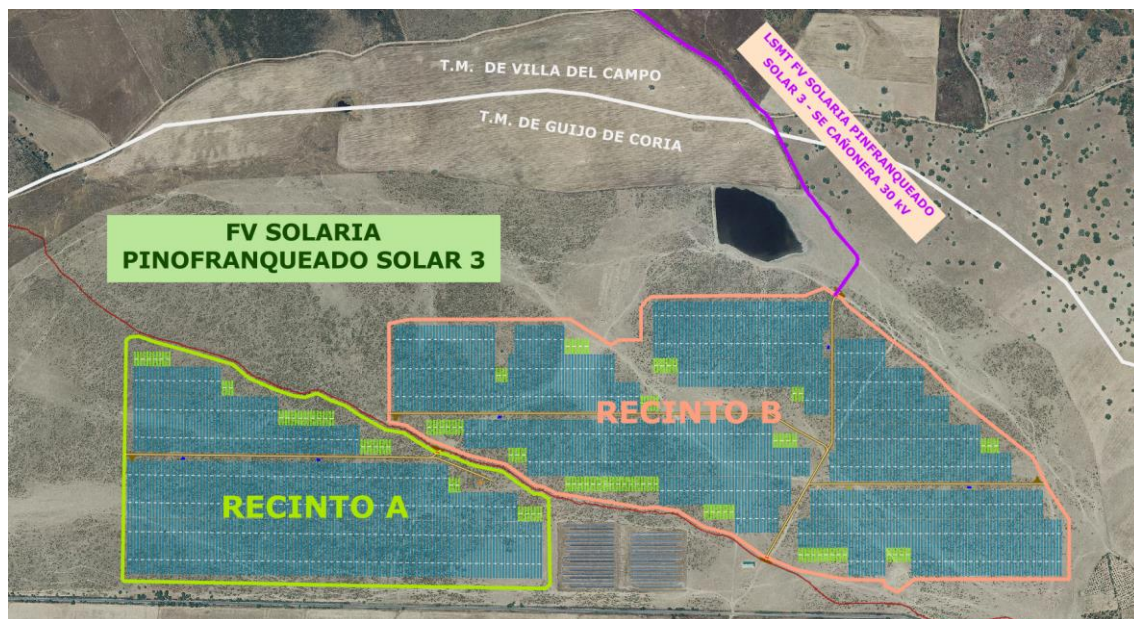 T.M. DE VILLA DEL CAMPO
T.M. DE GUIJO DE CORIA
LSMT FV SOLARIA PINFRANQUEADO
SOLAR 3 - SE CAÑONERA 30 kV
FV SOLARIA
PINOFRANQUEADO SOLAR 3
RECINTO B
RECINTO A